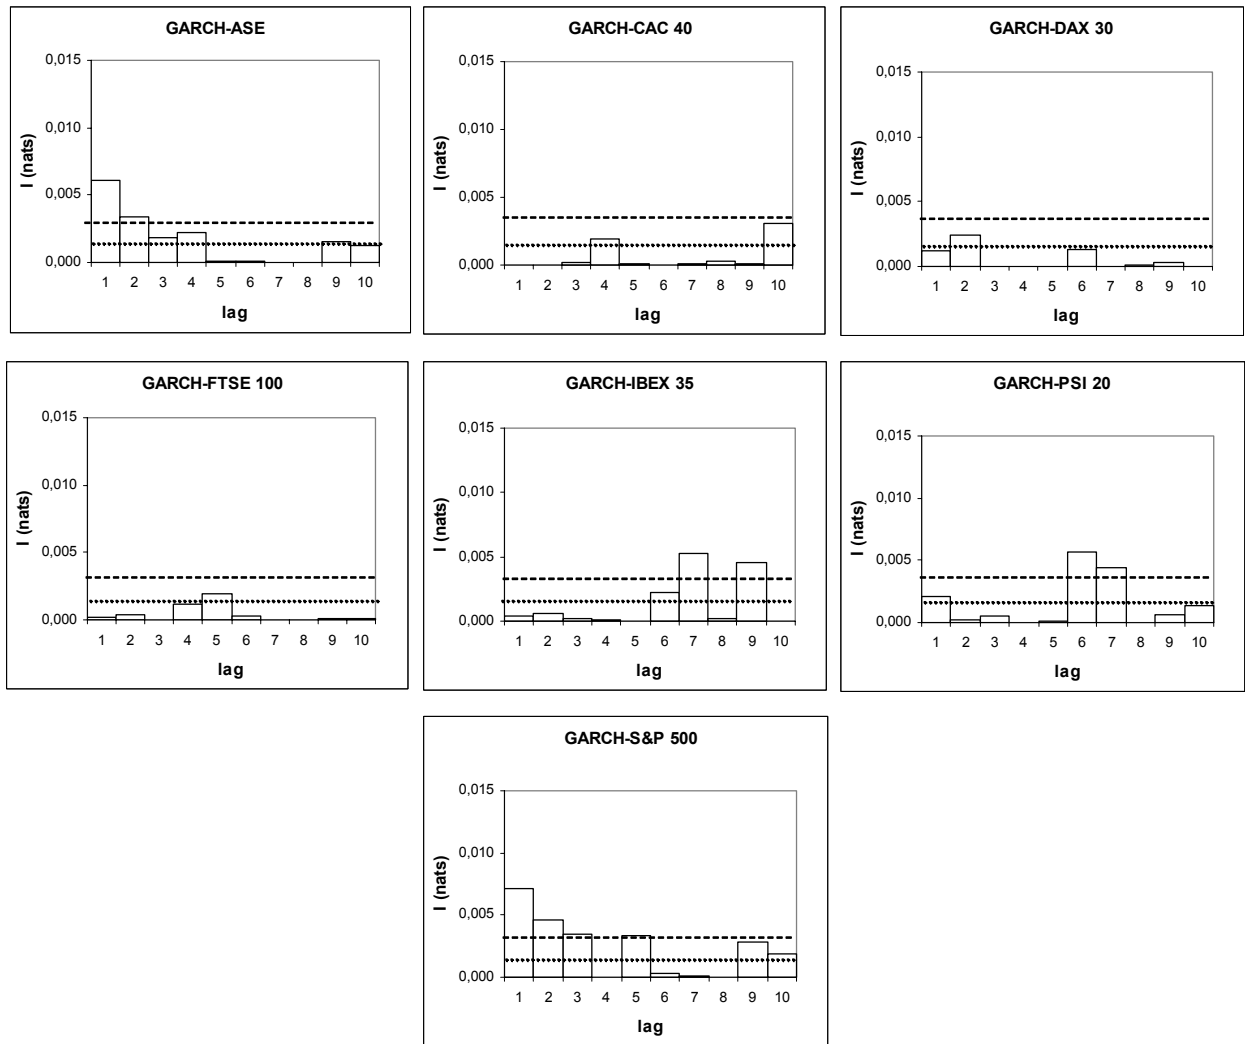 GARCH-ASE
0,015
0,010
0,005
0,000
I (nats)
1 2 3 4 5 6 7 8 9 10
lag
GARCH-CAC 40
0,015
0,010
0,005
0,000
I (nats)
1 2 3 4 5 6 7 8 9 10
lag
GARCH-DAX 30
0,015
0,010
0,005
0,000
I (nats)
1 2 3 4 5 6 7 8 9 10
lag
GARCH-FTSE 100
0,015
0,010
0,005
0,000
I (nats)
1 2 3 4 5 6 7 8 9 10
lag
GARCH-IBEX 35
0,015
0,010
0,005
0,000
I (nats)
1 2 3 4 5 6 7 8 9 10
lag
GARCH-PSI 20
0,015
0,010
0,005
0,000
I (nats)
1 2 3 4 5 6 7 8 9 10
lag
GARCH-S&P 500
0,015
0,010
0,005
0,000
I (nats)
1 2 3 4 5 6 7 8 9 10
lag